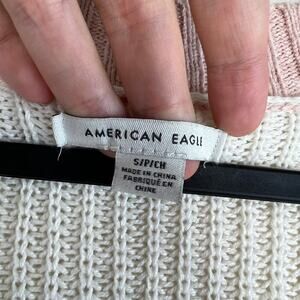 AMERICAN EAGLE
S/P/CH
MADE IN CHINA
FABRIQUÉ EN
CHINE